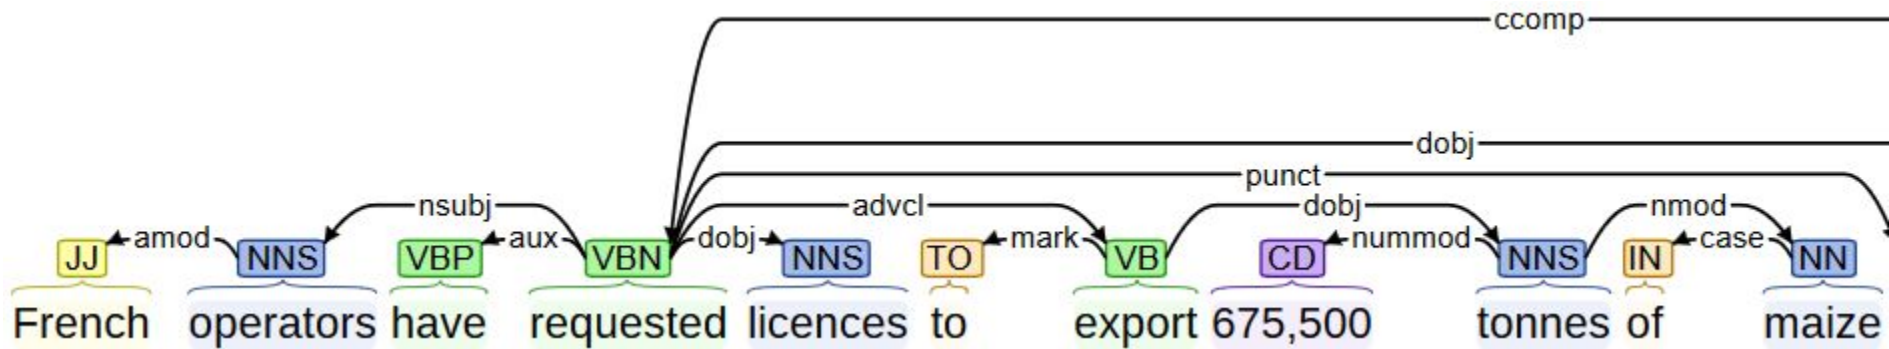 ccomp
dobj
punct
nsubj advcl dobj nmod
JJ amod NNS VBP aux VBN dobj NNS TO mark VB CD nummod NNS IN case NN
French operators have requested licences to export 675,500 tonnes of maize